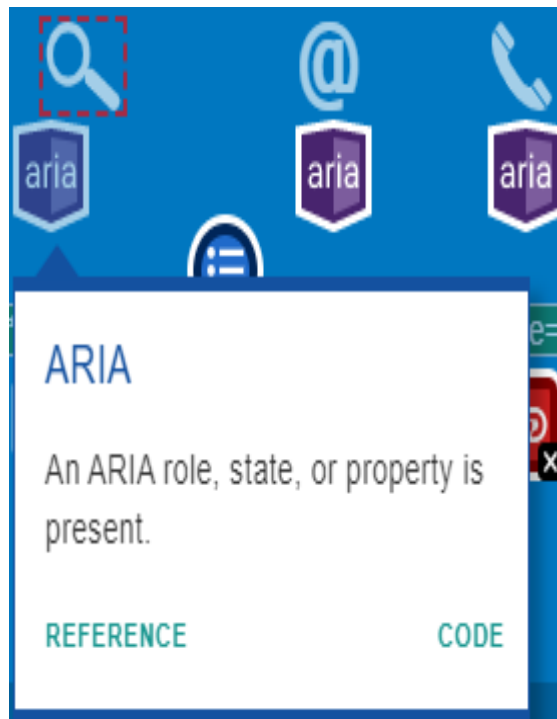 @
aria aria aria
e=
ARIA
An ARIA role, state, or property is
present.
REFERENCE CODE